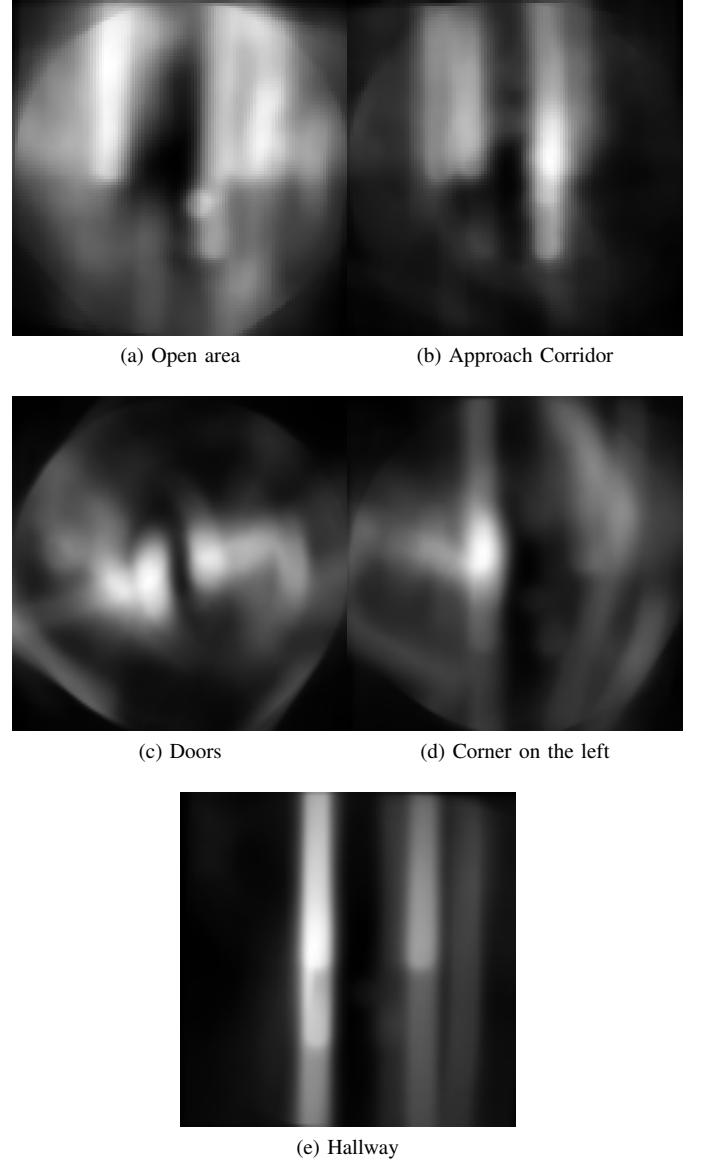 (a) Open area
(b) Approach Corridor
(c) Doors
(d) Corner on the left
(e) Hallway